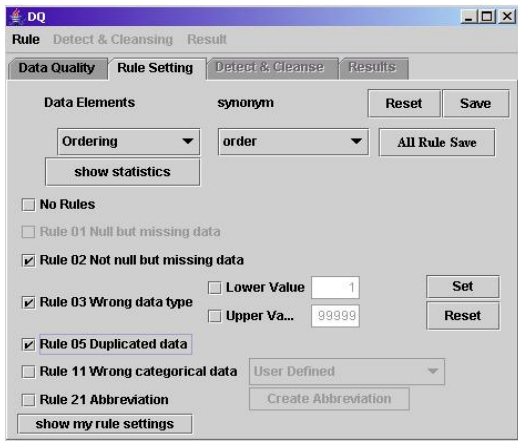 DQ
Rule Detect & Cleansing Result
Data Quality Rule Setting Detect & Cleanse Results
Data Elements synonym Reset Save
Ordering order All Rule Save
show statistics
No Rules
Rule 01 Null but missing data
Rule 02 Not null but missing data
Lower Value 1 Set
Rule 03 Wrong data type
Upper Va... 99999 Reset
Rule 05 Duplicated data
Rule 11 Wrong categorical data User Defined
Rule 21 Abbreviation Create Abbreviation
show my rule settings